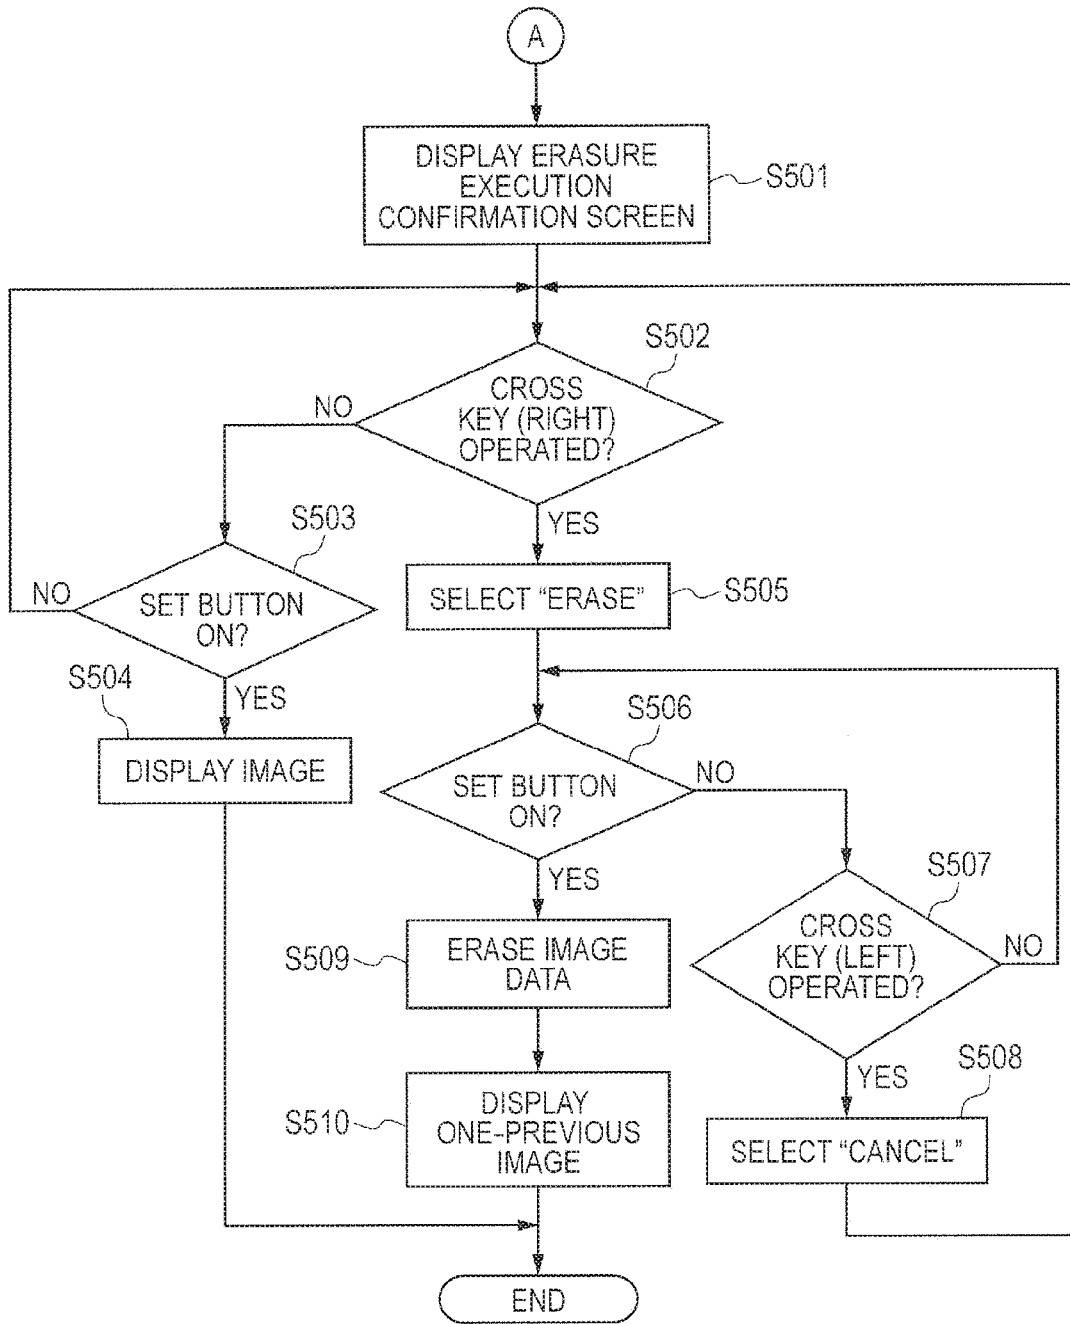 A
DISPLAY ERASURE
EXECUTION
CONFIRMATION SCREEN
S501
S502
CROSS
KEY (RIGHT)
OPERATED?
NO
YES
S503
SET BUTTON
ON?
NO
YES
SELECT “ERASE”
S505
S504
DISPLAY IMAGE
S506
SET BUTTON
ON?
NO
YES
S507
CROSS
KEY (LEFT)
OPERATED?
NO
YES
S509
ERASE IMAGE
DATA
S508
SELECT “CANCEL”
S510
DISPLAY
ONE-PREVIOUS
IMAGE
END